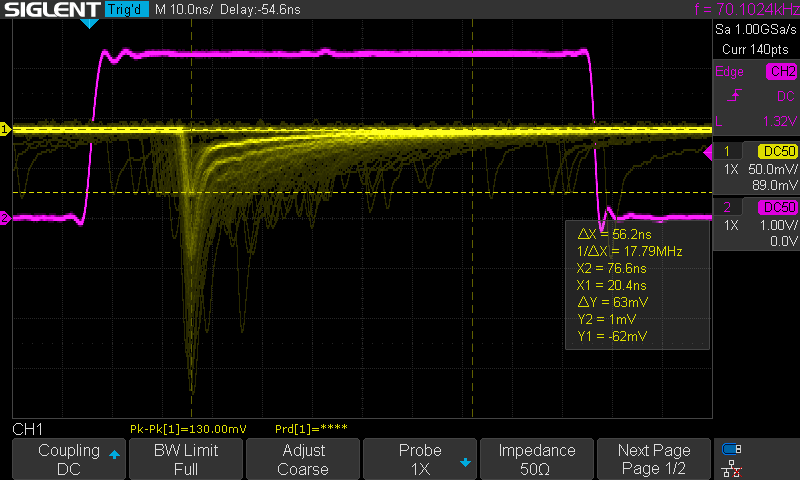 SIGLENT Trig'd M 10.0ns/ Delay:-54.6ns f = 70.1024kHz
Sa 1.00GSa/s
Curr 140pts
Edge CH2
DC
L 1.32V
1 DC50
1X 50.0mV/
89.0mV
2 DC50
1X 1.00V/
0.0V
1
2
ΔX = 56.2ns
1/ΔX = 17.79MHz
X2 = 76.6ns
X1 = 20.4ns
ΔY = 63mV
Y2 = 1mV
Y1 = -62mV
CH1 Pk-Pk[1]=130.00mV Prd[1]=****
Coupling BW Limit Adjust Probe Impedance Next Page
DC Full Coarse 1X 50Ω Page 1/2